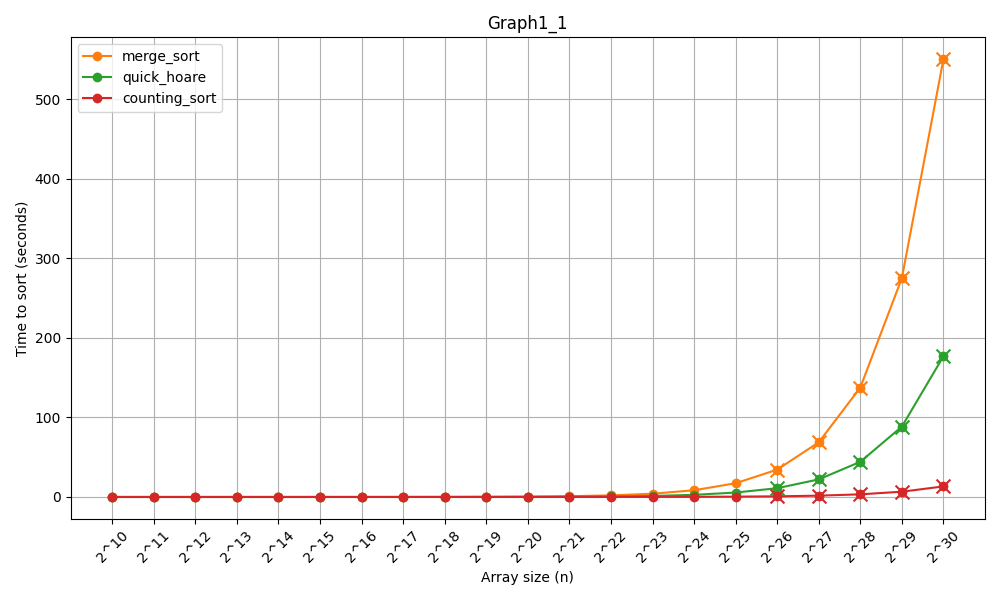 Graph1_1
merge_sort
quick_hoare
counting_sort
Time to sort (seconds)
500
400
300
200
100
0
2^10 2^11 2^12 2^13 2^14 2^15 2^16 2^17 2^18 2^19 2^20 2^21 2^22 2^23 2^24 2^25 2^26 2^27 2^28 2^29 2^30
Array size (n)